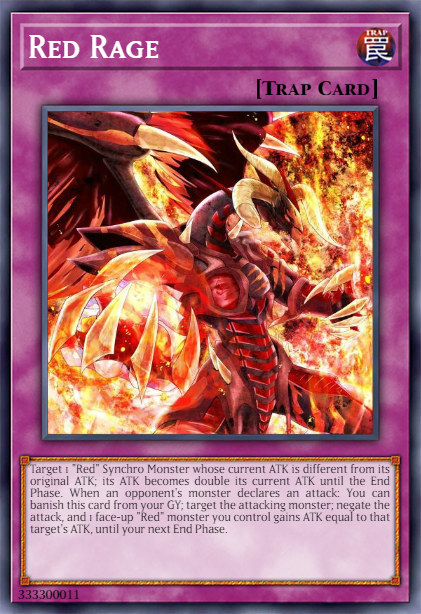 Red Rage
TRAP
罠
[Trap Card]
Target 1 "Red" Synchro Monster whose current ATK is different from its
original ATK; its ATK becomes double its current ATK until the End
Phase. When an opponent's monster declares an attack: You can
banish this card from your GY; target the attacking monster; negate the
attack, and 1 face-up "Red" monster you control gains ATK equal to that
target's ATK, until your next End Phase.
333300011